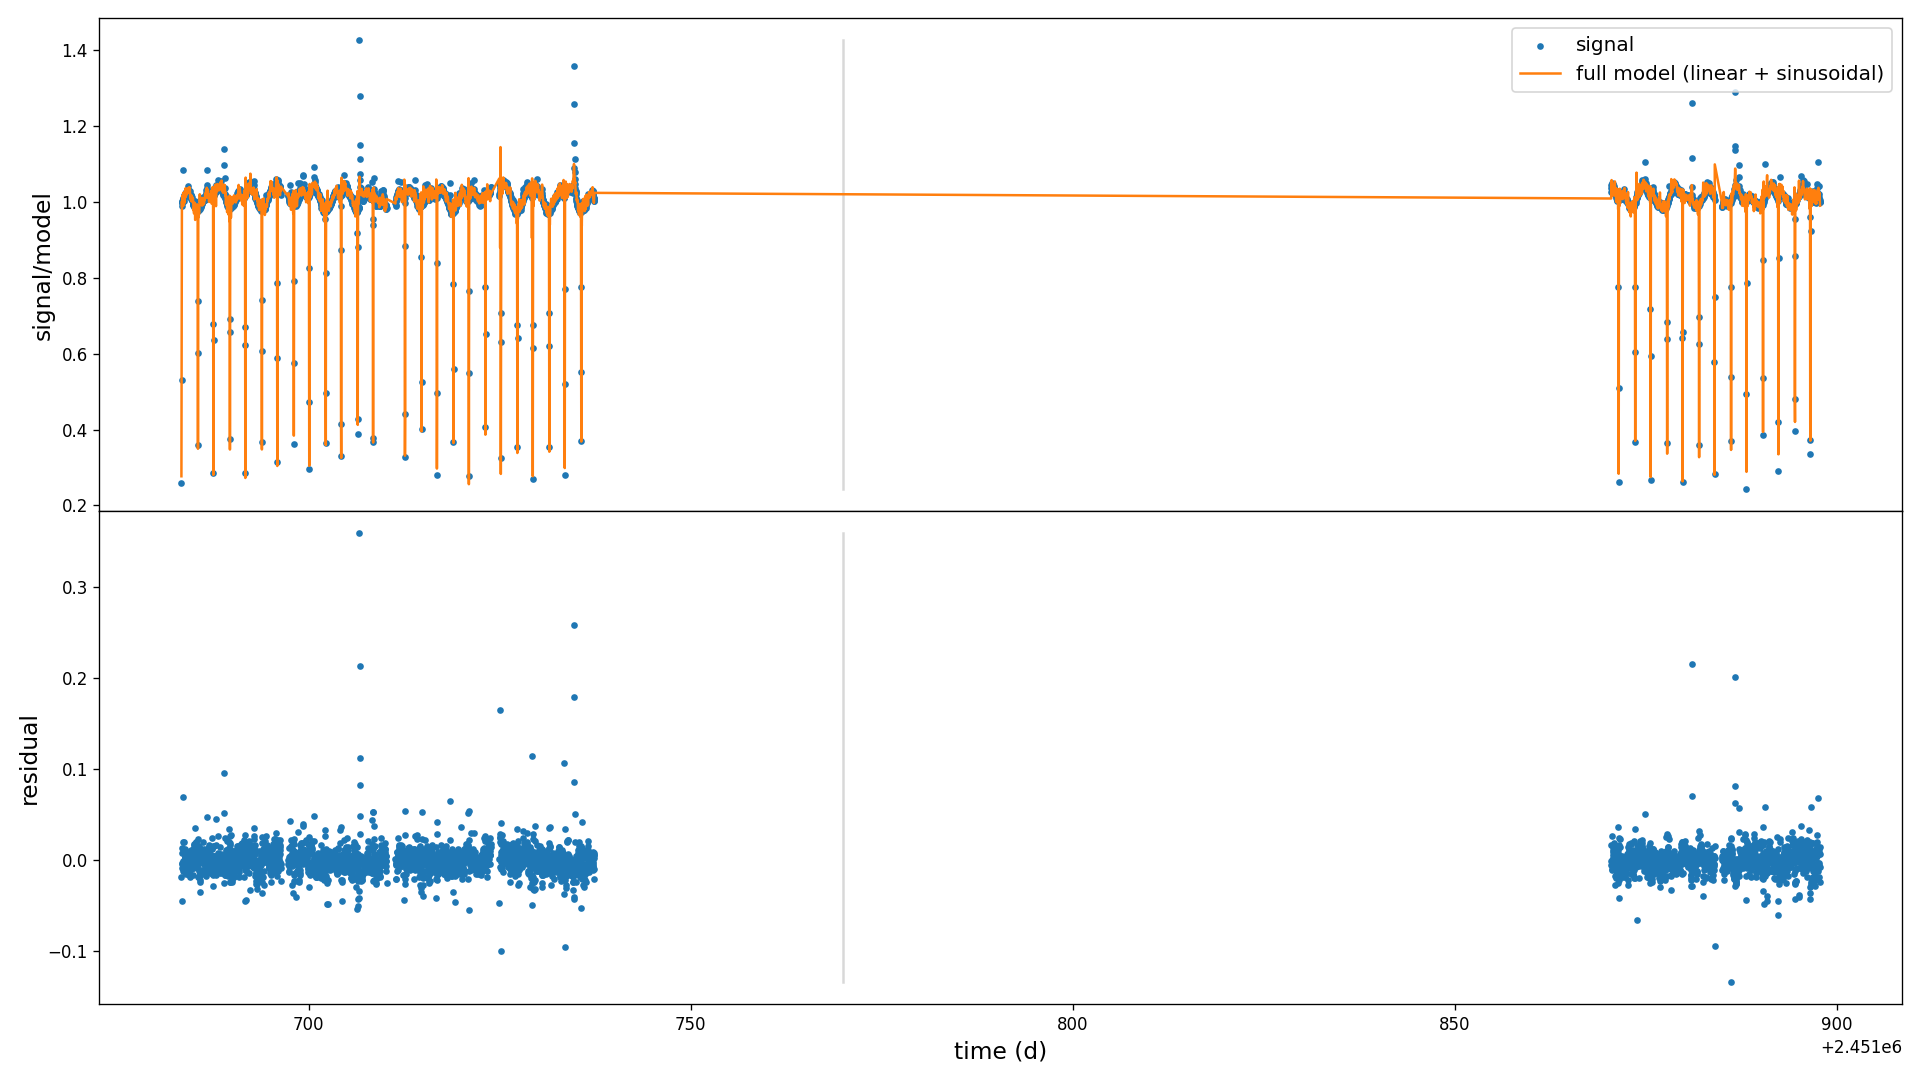 signal
full model (linear + sinusoidal)
1.4
1.2
1.0
0.8
0.6
0.4
0.2
signal/model
0.3
0.2
0.1
0.0
−0.1
residual
700
750
800
850
900
time (d)
+2.451e6